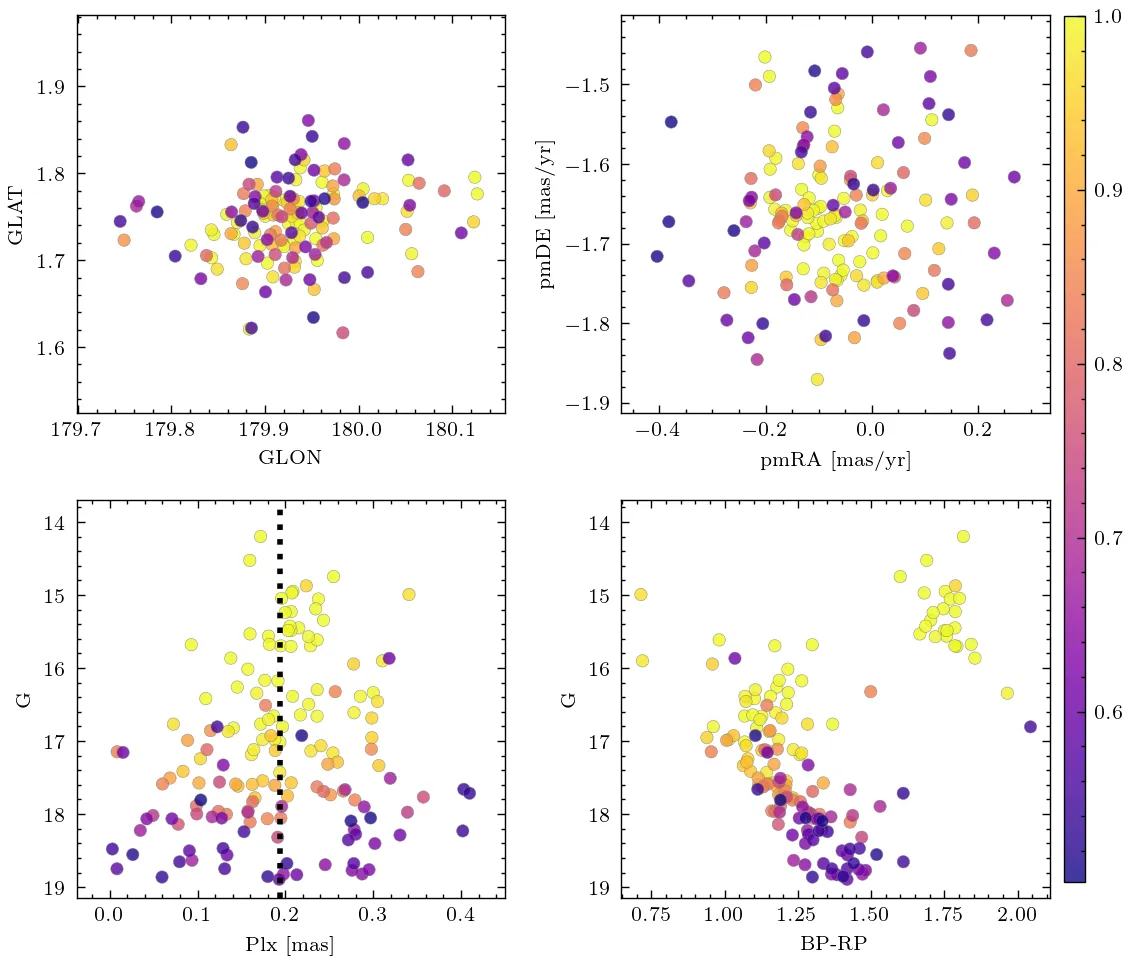 1.9
1.8
1.7
1.6
GLAT
179.7 179.8 179.9 180.0 180.1
GLON
−1.5
−1.6
−1.7
−1.8
−1.9
pmDE [mas/yr]
−0.4 −0.2 0.0 0.2
pmRA [mas/yr]
1.0
0.9
0.8
0.7
0.6
14
15
16
17
18
19
G
0.0 0.1 0.2 0.3 0.4
Plx [mas]
14
15
16
17
18
19
G
0.75 1.00 1.25 1.50 1.75 2.00
BP-RP